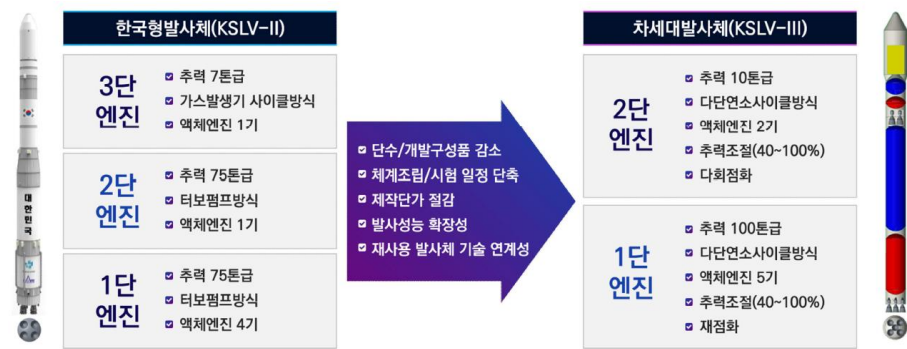 한국형발사체(KSLV-II)
3단
엔진
추력 7톤급
가스발생기 사이클방식
액체엔진 1기
2단
엔진
추력 75톤급
터보펌프방식
액체엔진 1기
1단
엔진
추력 75톤급
터보펌프방식
액체엔진 4기
대한민국
단수/개발구성품 감소
체계조립/시험 일정 단축
제작단가 절감
발사성능 확장성
재사용 발사체 기술 연계성
차세대발사체(KSLV-III)
2단
엔진
추력 10톤급
다단연소사이클방식
액체엔진 2기
추력조절(40~100%)
다회점화
1단
엔진
추력 100톤급
다단연소사이클방식
액체엔진 5기
추력조절(40~100%)
재점화